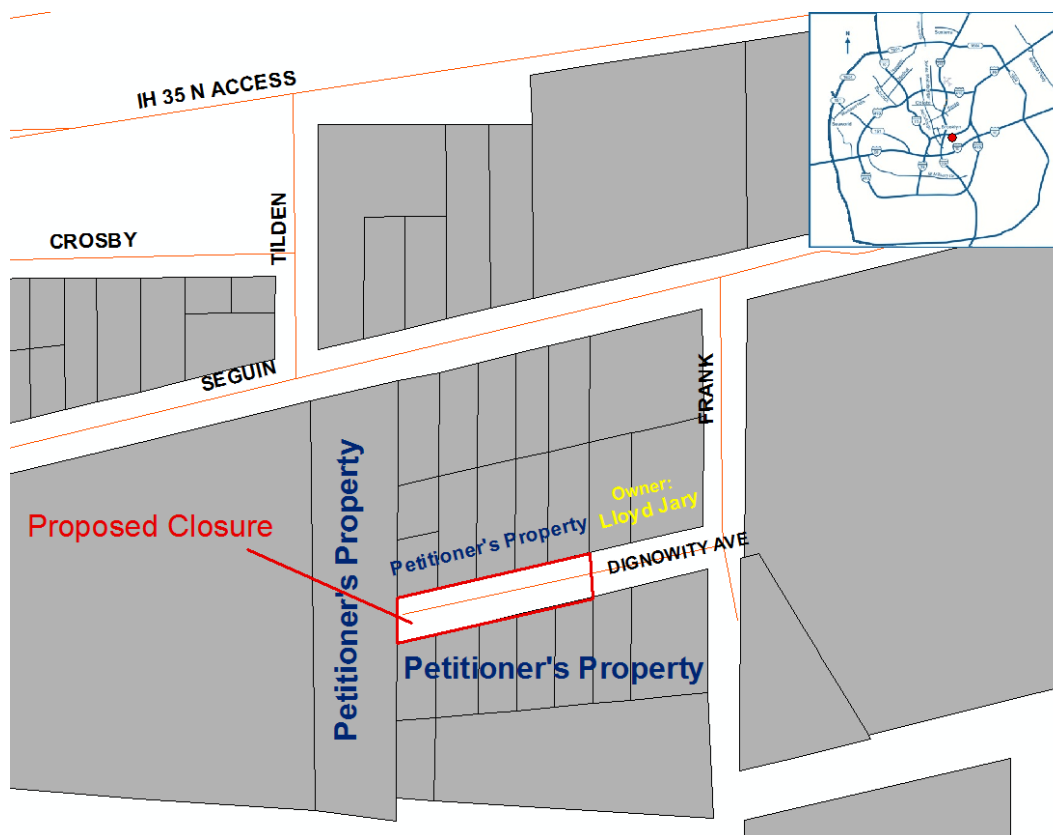 IH 35 N ACCESS
N
CROSBY
TILDEN
SEGUIN
FRANK
Petitioner's Property
Owner:
Lloyd Jary
Proposed Closure
Petitioner's Property
DIGNOWITY AVE
Petitioner's Property